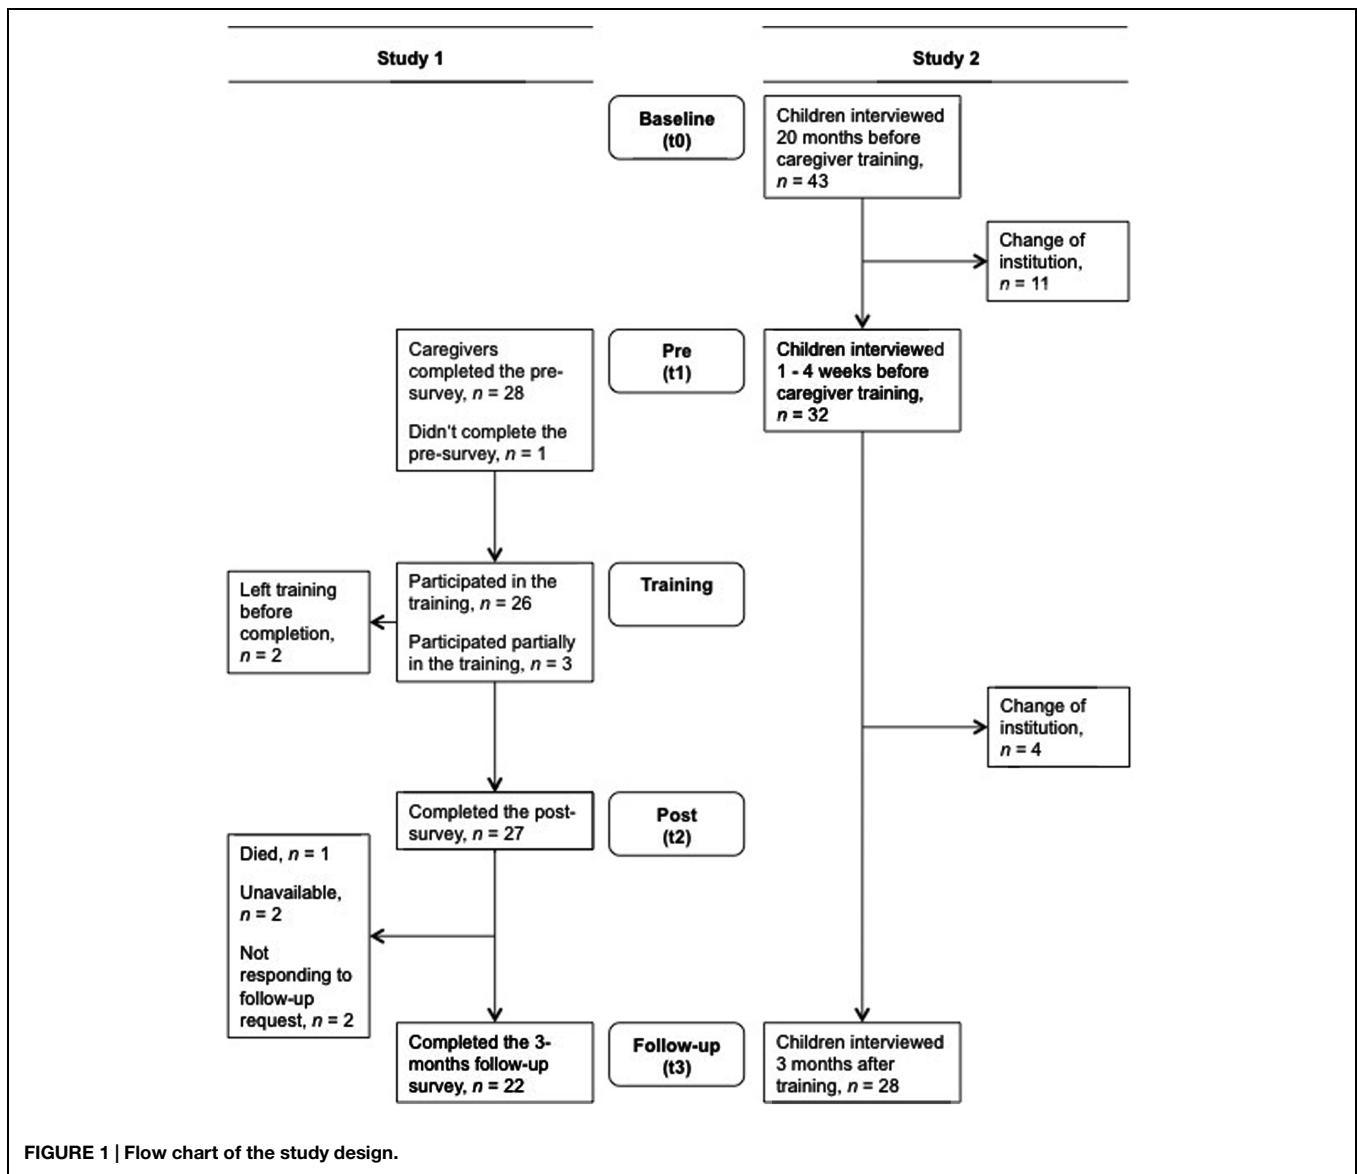 Study 1
Study 2
Baseline
(t0)
Children interviewed
20 months before
caregiver training,
n = 43
Change of
institution,
n = 11
Caregivers
completed the pre-
survey, n = 28
Didn't complete the
pre-survey, n = 1
Pre
(t1)
Children interviewed
1 - 4 weeks before
caregiver training,
n = 32
Left training
before
completion,
n = 2
Participated in the
training, n = 26
Participated partially
in the training, n = 3
Training
Change of
institution,
n = 4
Completed the post-
survey, n = 27
Post
(t2)
Died, n = 1
Unavailable,
n = 2
Not
responding to
follow-up
request, n = 2
Completed the 3-
months follow-up
survey, n = 22
Follow-up
(t3)
Children interviewed
3 months after
training, n = 28
FIGURE 1 | Flow chart of the study design.